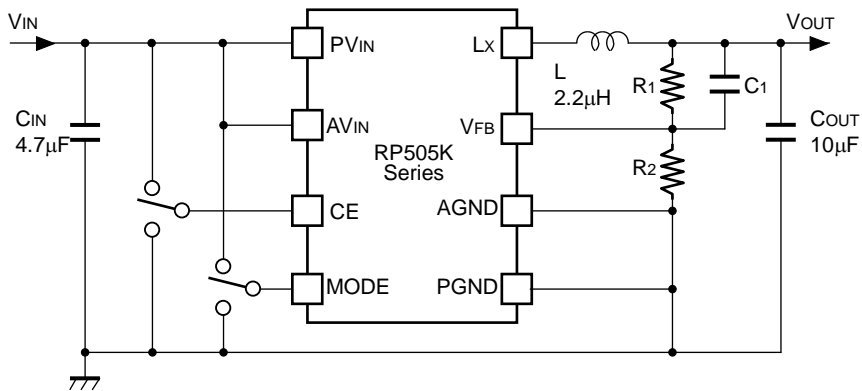 VIN
PVIN
LX
VOUT
L
2.2μH
R1
C1
CIN
4.7μF
AVIN
VFB
COUT
10μF
RP505K
Series
R2
CE
AGND
MODE
PGND